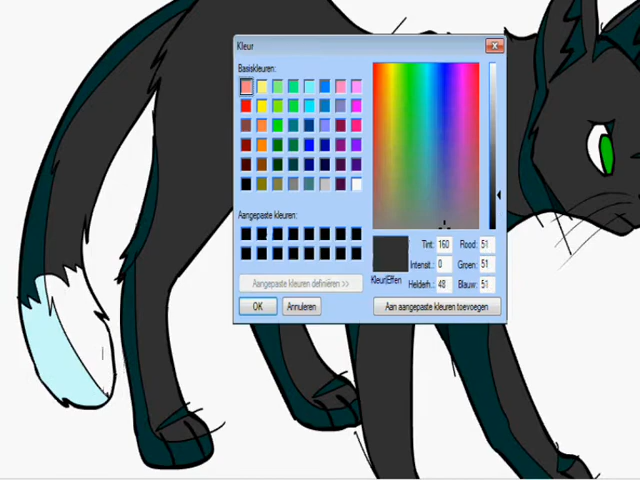 Kleur
Basiskleuren:
Aangepaste kleuren:
Aangepaste kleuren definiëren >>
OK
Annuleren
Kleur|Effen
Tint: 160
Rood: 51
Intensit.: 0
Groen: 51
Helderh.: 48
Blauw: 51
Aan aangepaste kleuren toevoegen